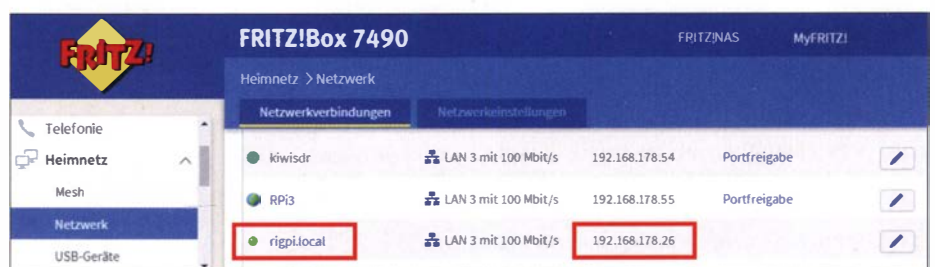 FRITZ!
FRITZ!Box 7490
FRITZ!NAS
MyFRITZ!
Heimnetz > Netzwerk
Netzwerkverbindungen
Netzwerkeinstellungen
Telefonie
Heimnetz
Mesh
Netzwerk
USB-Geräte
kiwisdr LAN 3 mit 100 Mbit/s 192.168.178.54 Portfreigabe
RPi3 LAN 3 mit 100 Mbit/s 192.168.178.55 Portfreigabe
rigpi.local LAN 3 mit 100 Mbit/s 192.168.178.26